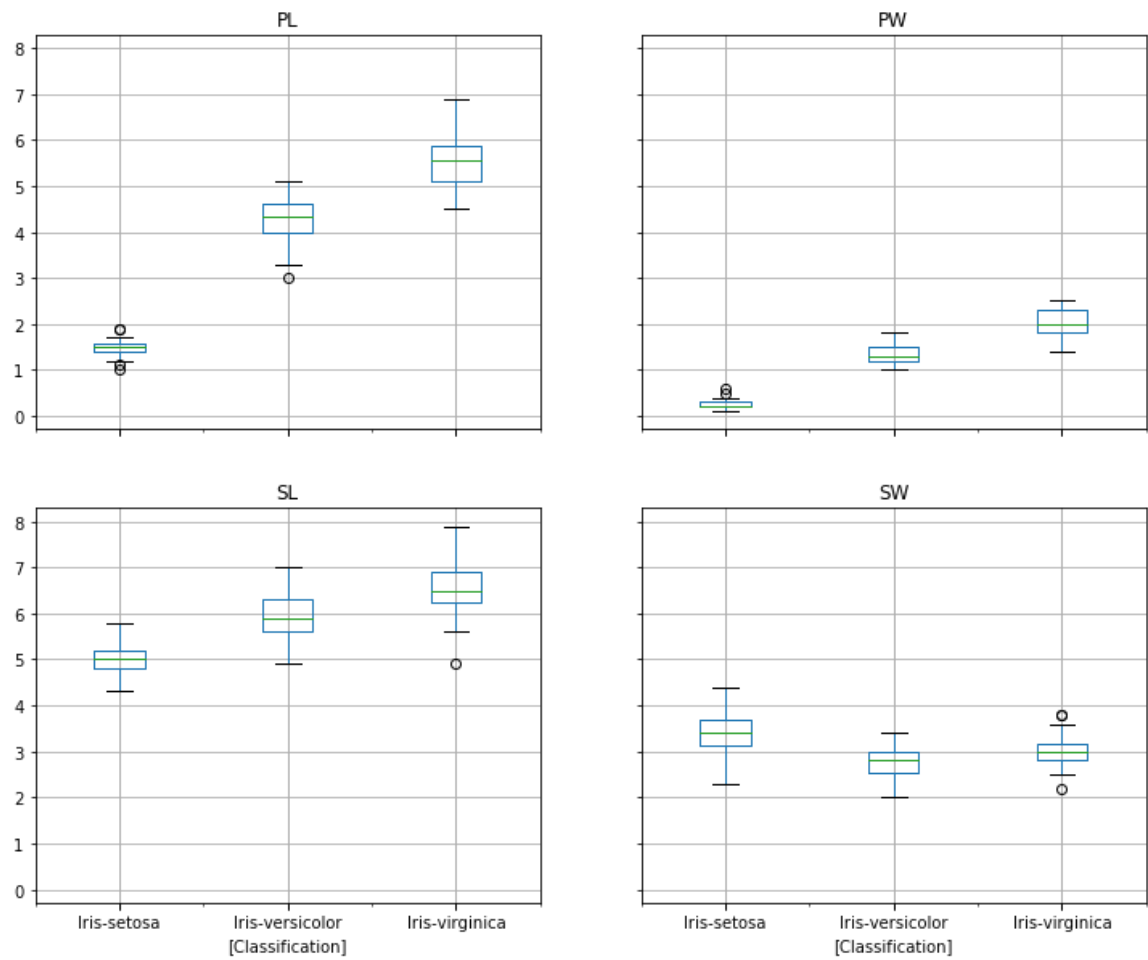 PL
PW
8
7
6
5
4
3
2
1
0
SL
SW
8
7
6
5
4
3
2
1
0
Iris-setosa Iris-versicolor Iris-virginica
[Classification]
Iris-setosa Iris-versicolor Iris-virginica
[Classification]